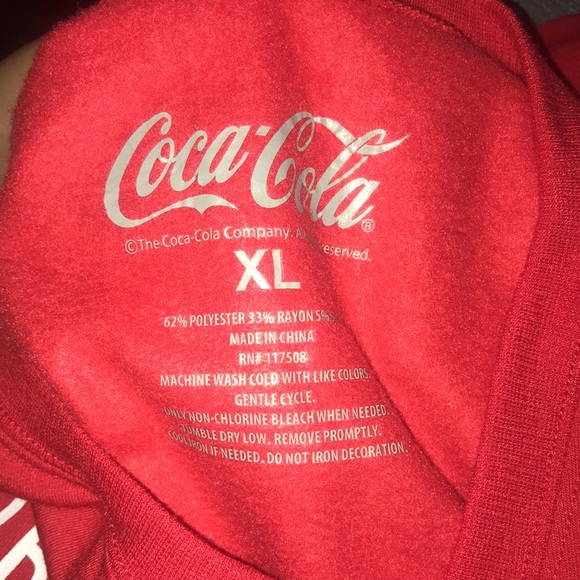 Coca-Cola®
©The Coca-Cola Company. reserved.
XL
62% POLYESTER 33% RAYON 5%
MADE IN CHINA
RN# 117508
MACHINE WASH COLD WITH LIKE COLORS.
GENTLE CYCLE.
ONLY NON-CHLORINE BLEACH WHEN NEEDED.
TUMBLE DRY LOW. REMOVE PROMPTLY.
COOL IRON IF NEEDED. DO NOT IRON DECORATION.